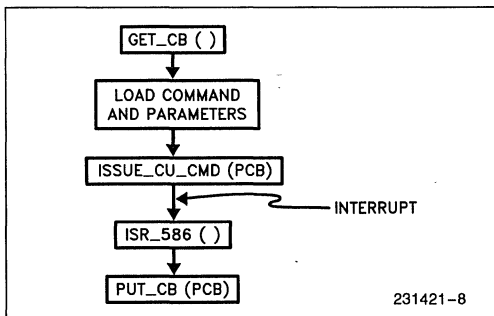 GET_CB ( )
LOAD COMMAND
AND PARAMETERS
ISSUE_CU_CMD (PCB)
INTERRUPT
ISR_586 ( )
PUT_CB (PCB)
231421-8